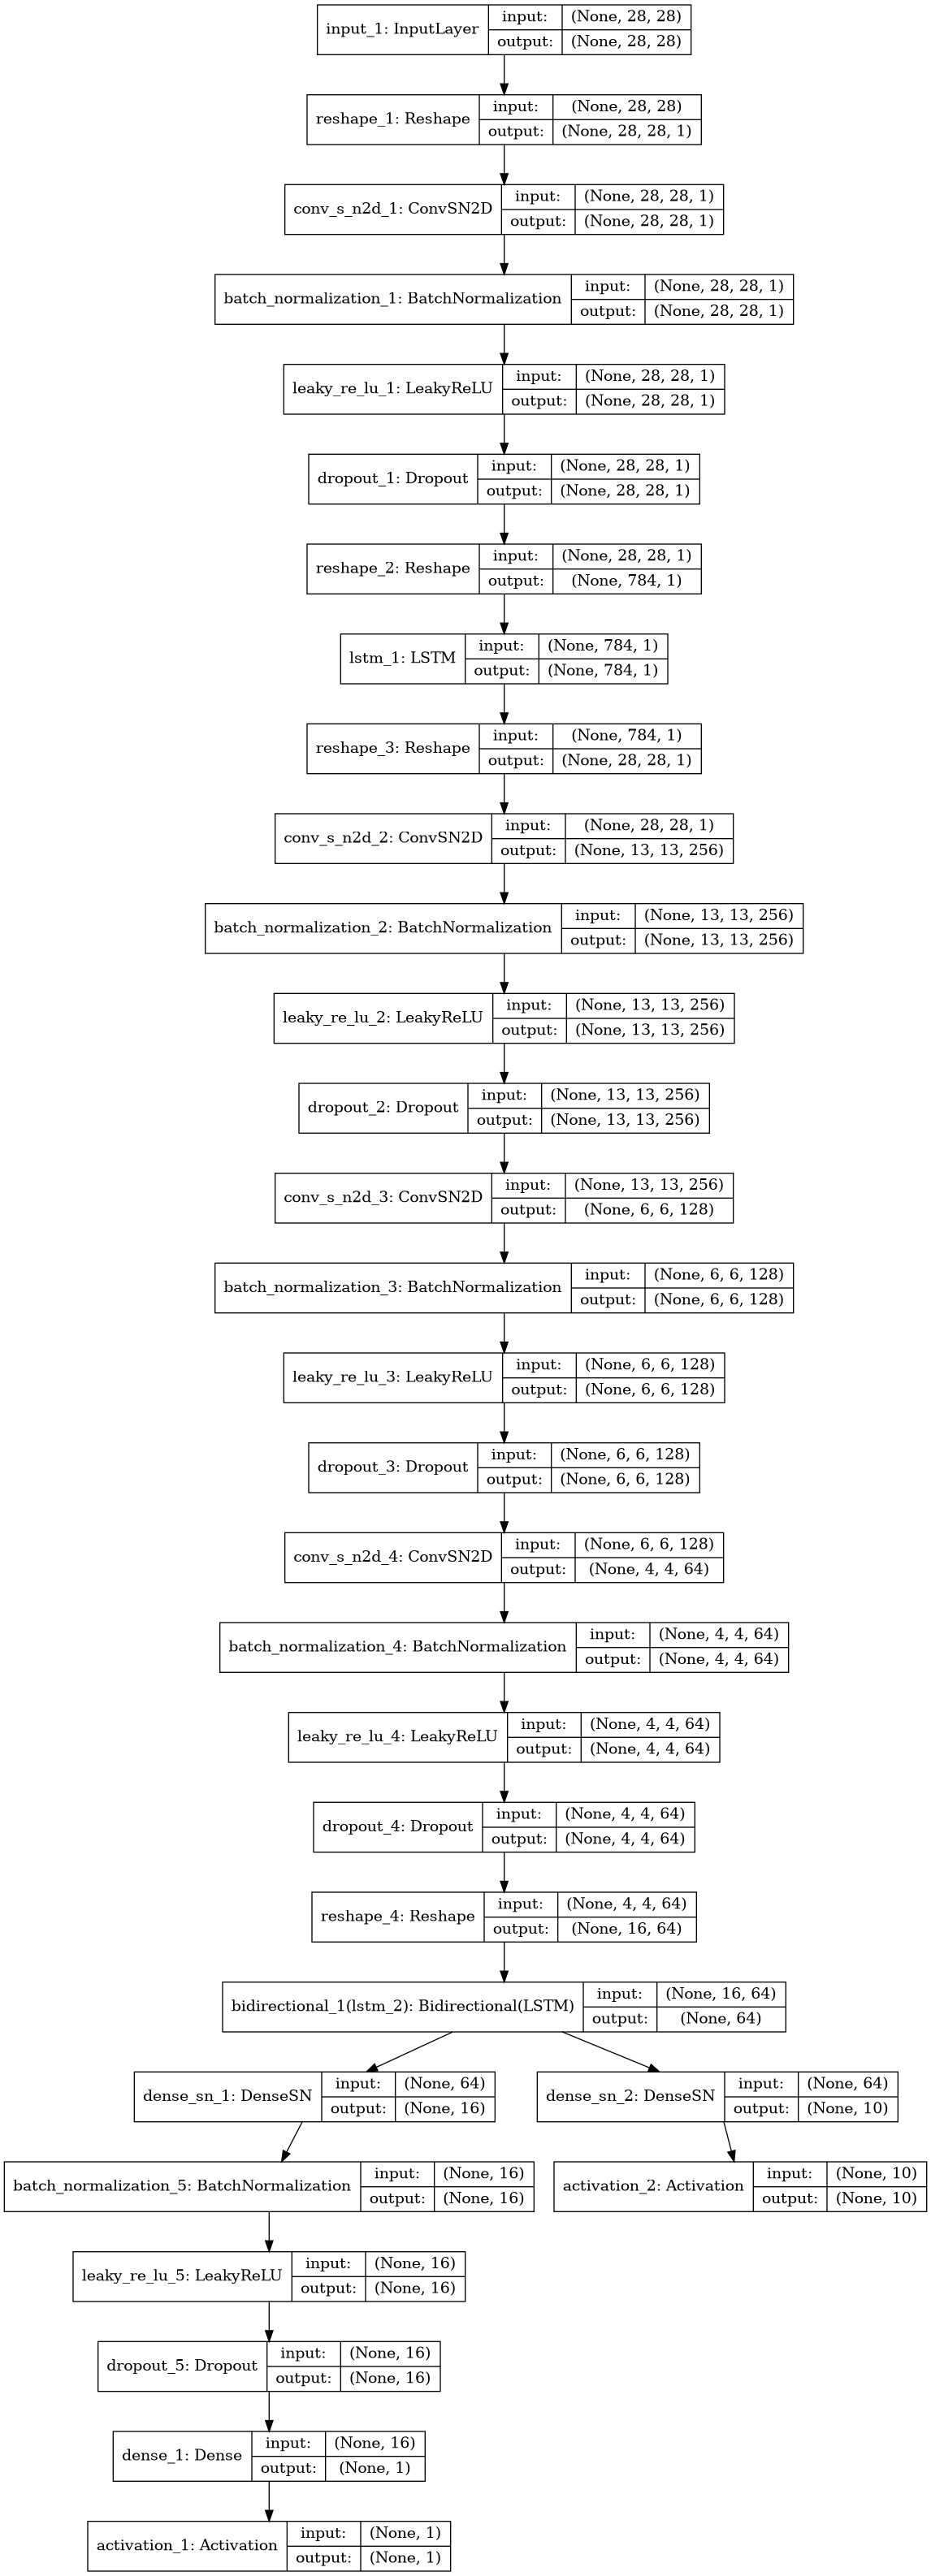 input_1: InputLayer
input: (None, 28, 28)
output: (None, 28, 28)
reshape_1: Reshape
input: (None, 28, 28)
output: (None, 28, 28, 1)
conv_s_n2d_1: ConvSN2D
input: (None, 28, 28, 1)
output: (None, 28, 28, 1)
batch_normalization_1: BatchNormalization
input: (None, 28, 28, 1)
output: (None, 28, 28, 1)
leaky_re_lu_1: LeakyReLU
input: (None, 28, 28, 1)
output: (None, 28, 28, 1)
dropout_1: Dropout
input: (None, 28, 28, 1)
output: (None, 28, 28, 1)
reshape_2: Reshape
input: (None, 28, 28, 1)
output: (None, 784, 1)
lstm_1: LSTM
input: (None, 784, 1)
output: (None, 784, 1)
reshape_3: Reshape
input: (None, 784, 1)
output: (None, 28, 28, 1)
conv_s_n2d_2: ConvSN2D
input: (None, 28, 28, 1)
output: (None, 13, 13, 256)
batch_normalization_2: BatchNormalization
input: (None, 13, 13, 256)
output: (None, 13, 13, 256)
leaky_re_lu_2: LeakyReLU
input: (None, 13, 13, 256)
output: (None, 13, 13, 256)
dropout_2: Dropout
input: (None, 13, 13, 256)
output: (None, 13, 13, 256)
conv_s_n2d_3: ConvSN2D
input: (None, 13, 13, 256)
output: (None, 6, 6, 128)
batch_normalization_3: BatchNormalization
input: (None, 6, 6, 128)
output: (None, 6, 6, 128)
leaky_re_lu_3: LeakyReLU
input: (None, 6, 6, 128)
output: (None, 6, 6, 128)
dropout_3: Dropout
input: (None, 6, 6, 128)
output: (None, 6, 6, 128)
conv_s_n2d_4: ConvSN2D
input: (None, 6, 6, 128)
output: (None, 4, 4, 64)
batch_normalization_4: BatchNormalization
input: (None, 4, 4, 64)
output: (None, 4, 4, 64)
leaky_re_lu_4: LeakyReLU
input: (None, 4, 4, 64)
output: (None, 4, 4, 64)
dropout_4: Dropout
input: (None, 4, 4, 64)
output: (None, 4, 4, 64)
reshape_4: Reshape
input: (None, 4, 4, 64)
output: (None, 16, 64)
bidirectional_1(lstm_2): Bidirectional(LSTM)
input: (None, 16, 64)
output: (None, 64)
dense_sn_1: DenseSN
input: (None, 64)
output: (None, 16)
dense_sn_2: DenseSN
input: (None, 64)
output: (None, 10)
batch_normalization_5: BatchNormalization
input: (None, 16)
output: (None, 16)
activation_2: Activation
input: (None, 10)
output: (None, 10)
leaky_re_lu_5: LeakyReLU
input: (None, 16)
output: (None, 16)
dropout_5: Dropout
input: (None, 16)
output: (None, 16)
dense_1: Dense
input: (None, 16)
output: (None, 1)
activation_1: Activation
input: (None, 1)
output: (None, 1)